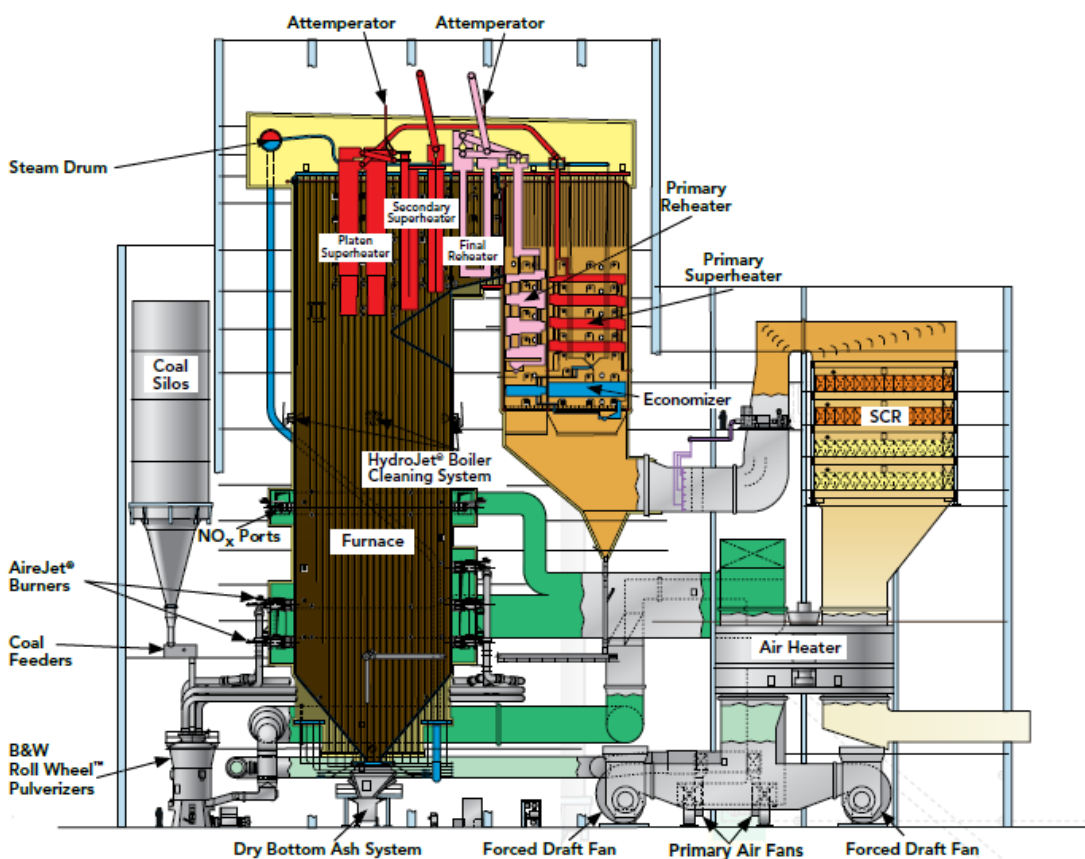 Attemperator
Attemperator
Steam Drum
Primary
Reheater
Secondary
Superheater
Platen
Superheater
Final
Reheater
Primary
Superheater
Coal
Silos
Economizer
SCR
HydroJet® Boiler
Cleaning System
NOx Ports
Furnace
AireJet®
Burners
Coal
Feeders
Air Heater
B&W
Roll Wheel™
Pulverizers
Dry Bottom Ash System
Forced Draft Fan
Primary Air Fans
Forced Draft Fan